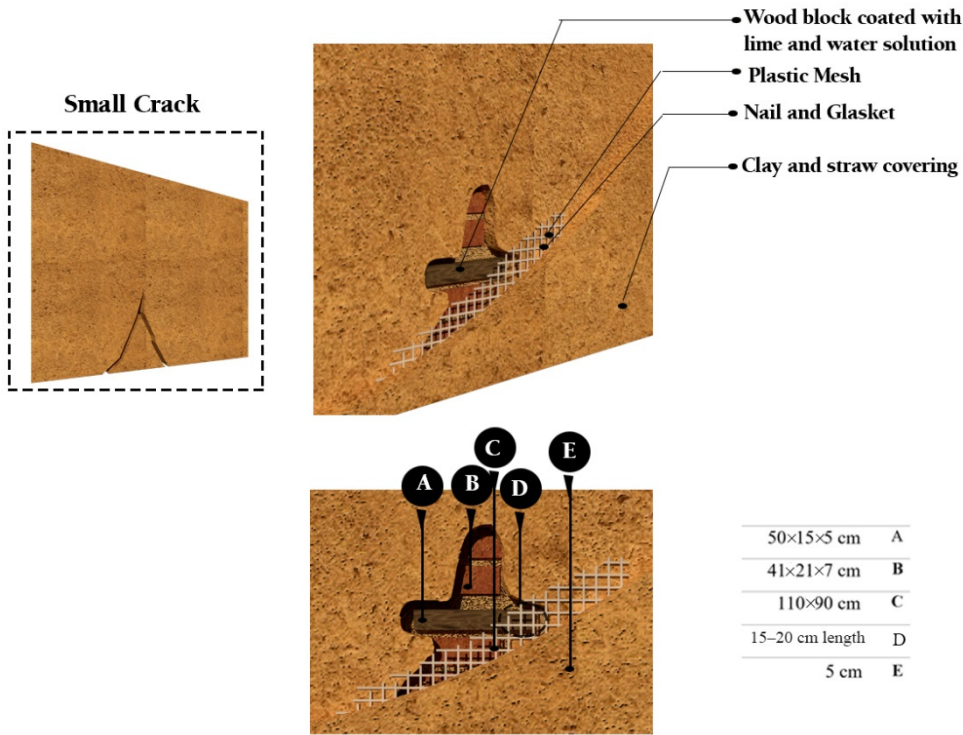 Wood block coated with
lime and water solution
Plastic Mesh
Nail and Glasket
Clay and straw covering
Small Crack
A
B
C
D
E
50×15×5 cm A
41×21×7 cm B
110×90 cm C
15–20 cm length D
5 cm E